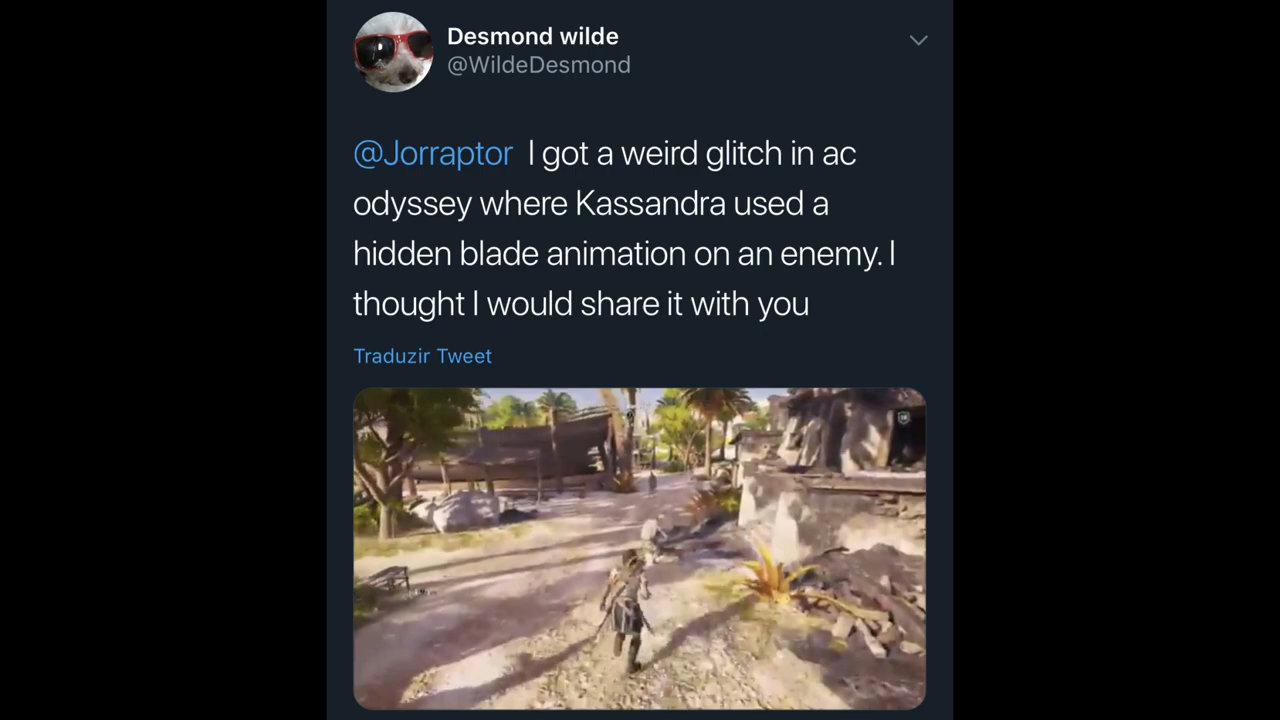 Desmond wilde
@WildeDesmond
@Jorraptor I got a weird glitch in ac
odyssey where Kassandra used a
hidden blade animation on an enemy. I
thought I would share it with you
Traduzir Tweet